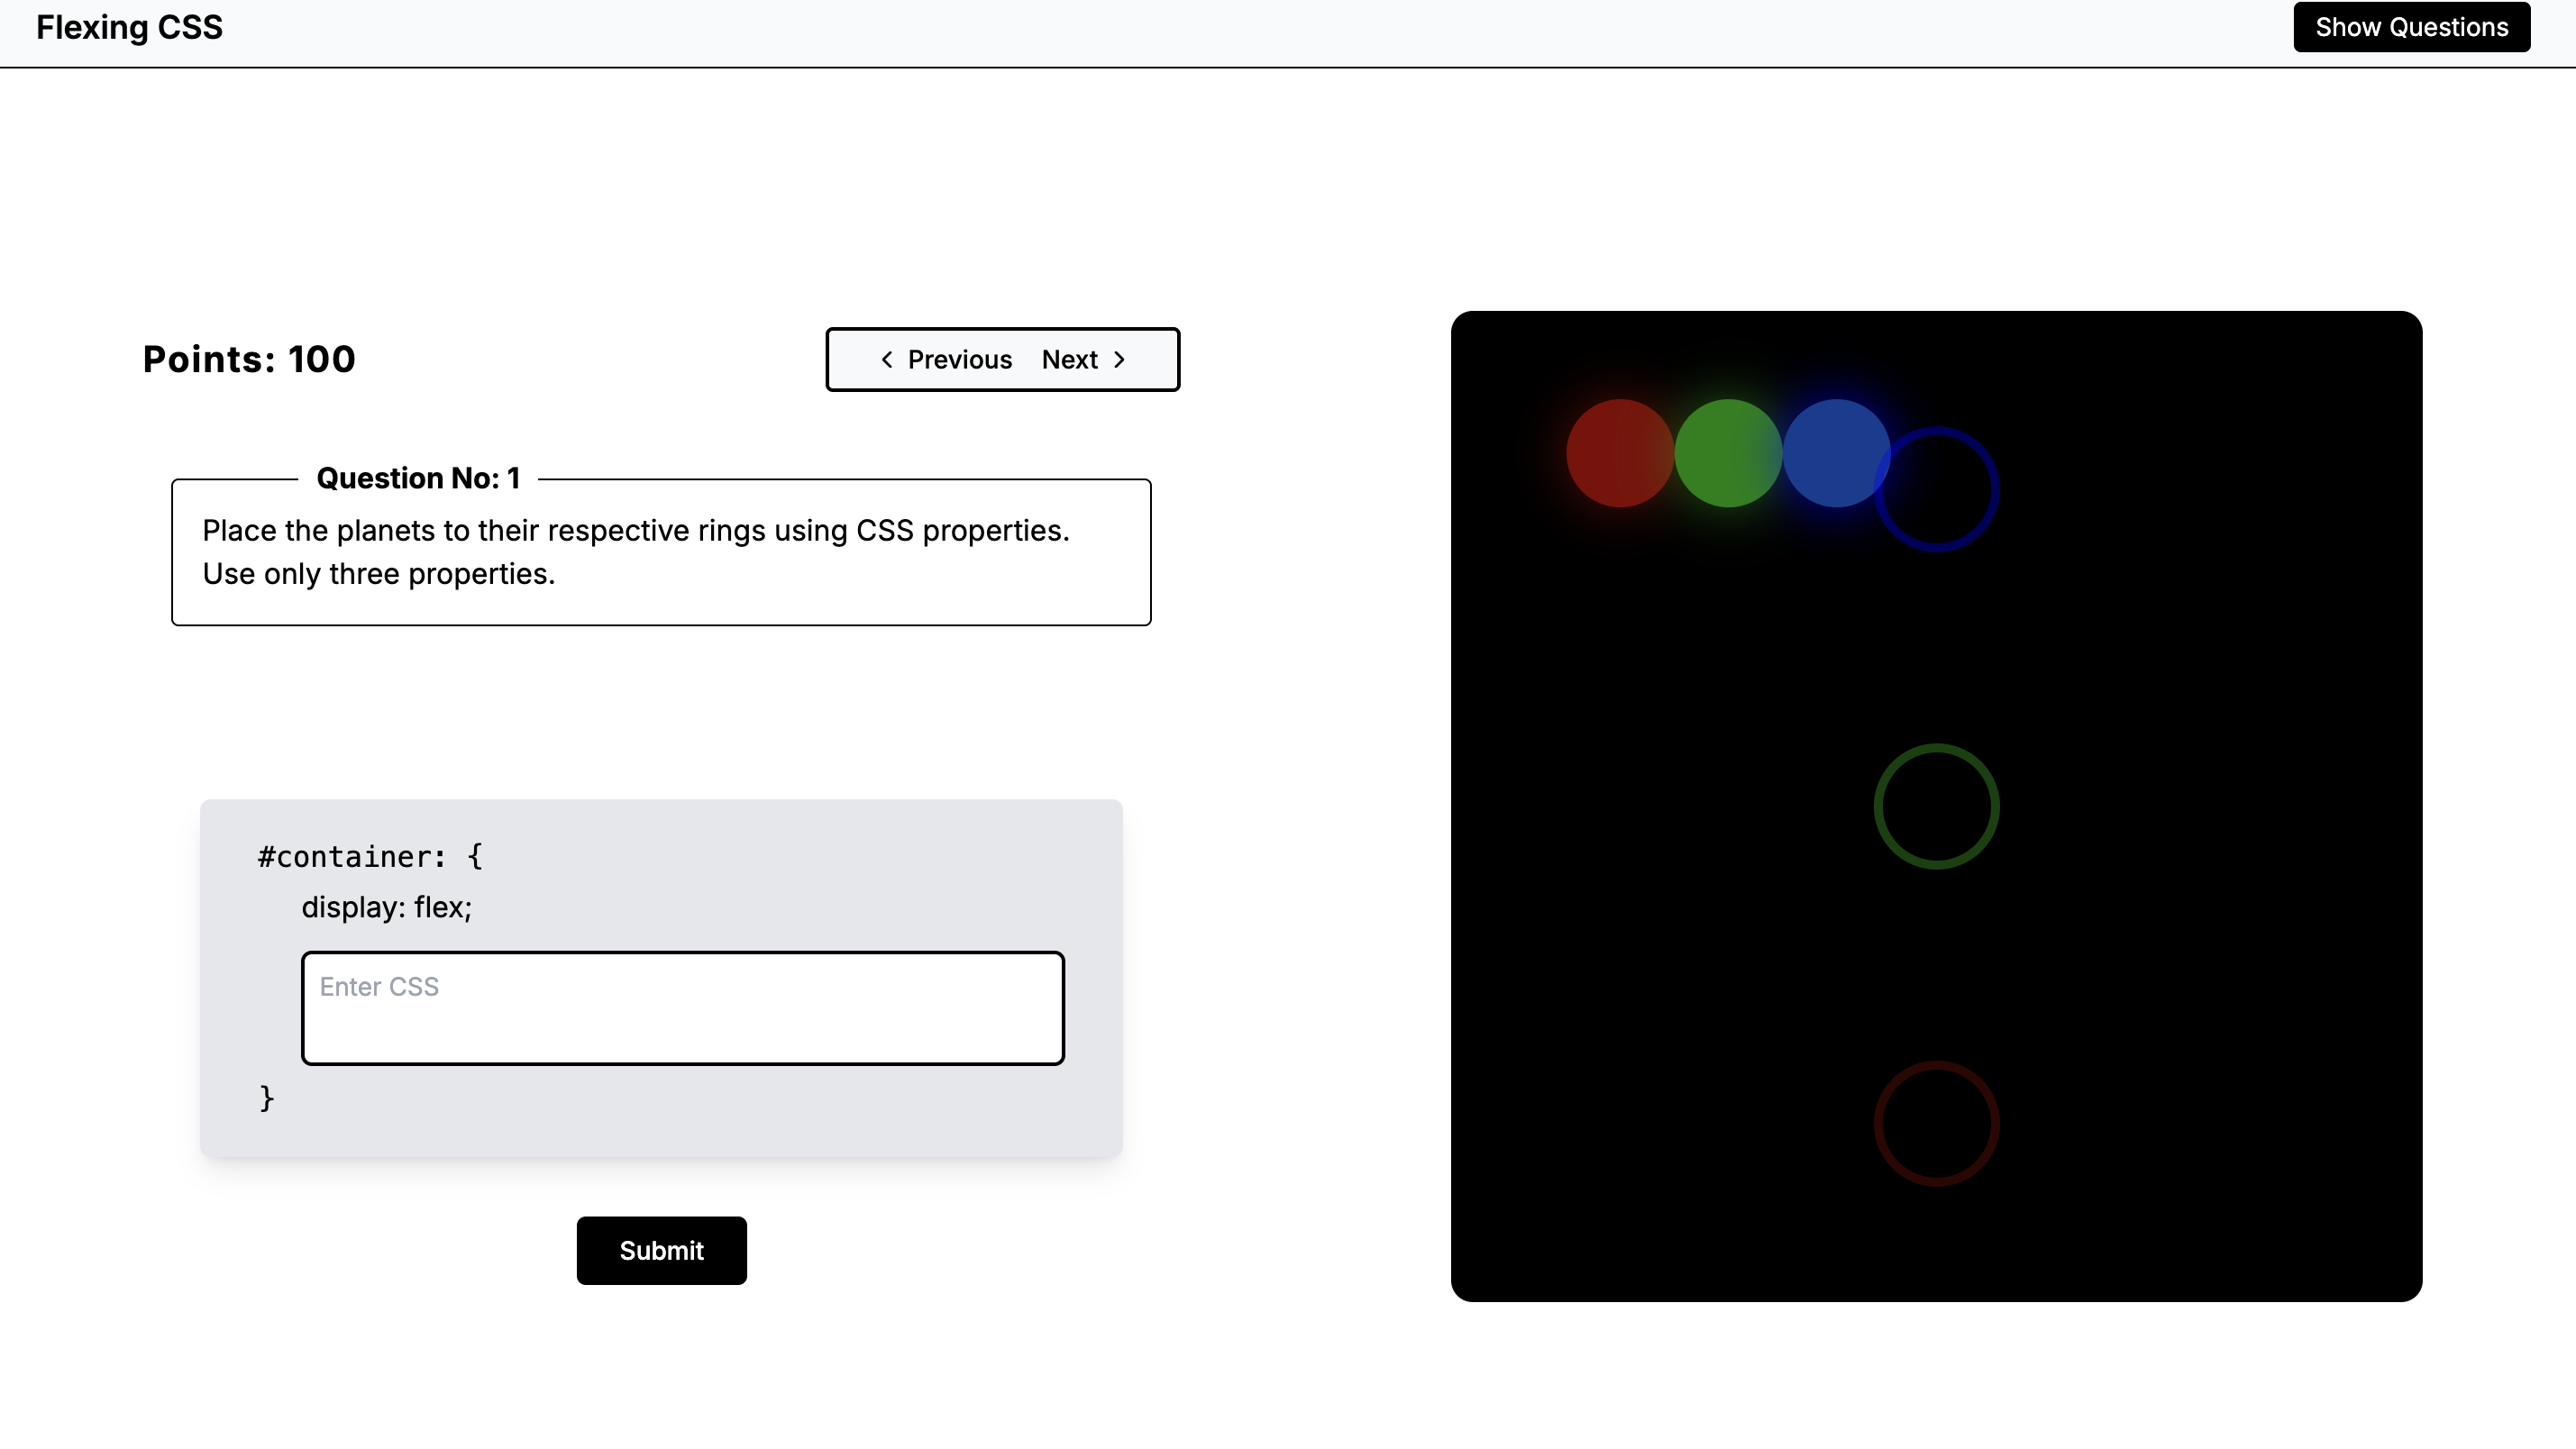 Flexing CSS
Show Questions
Points: 100
Previous Next
Question No: 1
Place the planets to their respective rings using CSS properties.
Use only three properties.
#container: {
display: flex;
Enter CSS
}
Submit